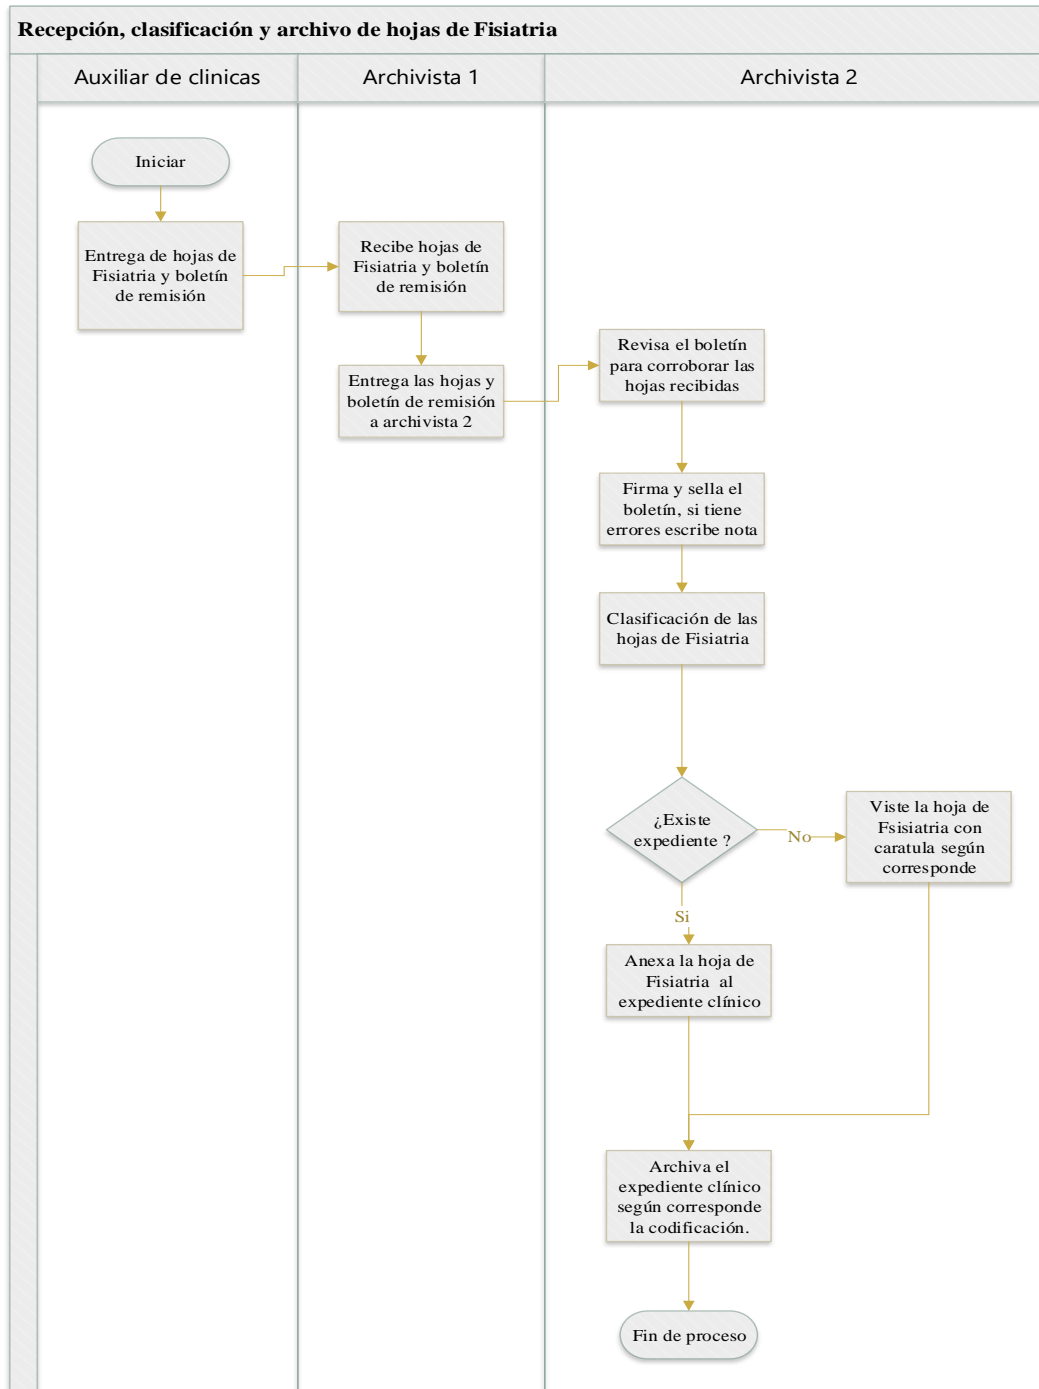 Recepción, clasificación y archivo de hojas de Fisiatria
Auxiliar de clinicas
Archivista 1
Archivista 2
Iniciar
Entrega de hojas de
Fisiatria y boletín
de remisión
Recibe hojas de
Fisiatria y boletín
de remisión
Entrega las hojas y
boletín de remisión
a archivista 2
Revisa el boletín
para corroborar las
hojas recibidas
Firma y sella el
boletín, si tiene
errores escribe nota
Clasificación de las
hojas de Fisiatria
¿Existe
expediente ?
No
Viste la hoja de
Fsisiatria con
caratula según
corresponde
Si
Anexa la hoja de
Fisiatria al
expediente clínico
Archiva el
expediente clínico
según corresponde
la codificación.
Fin de proceso